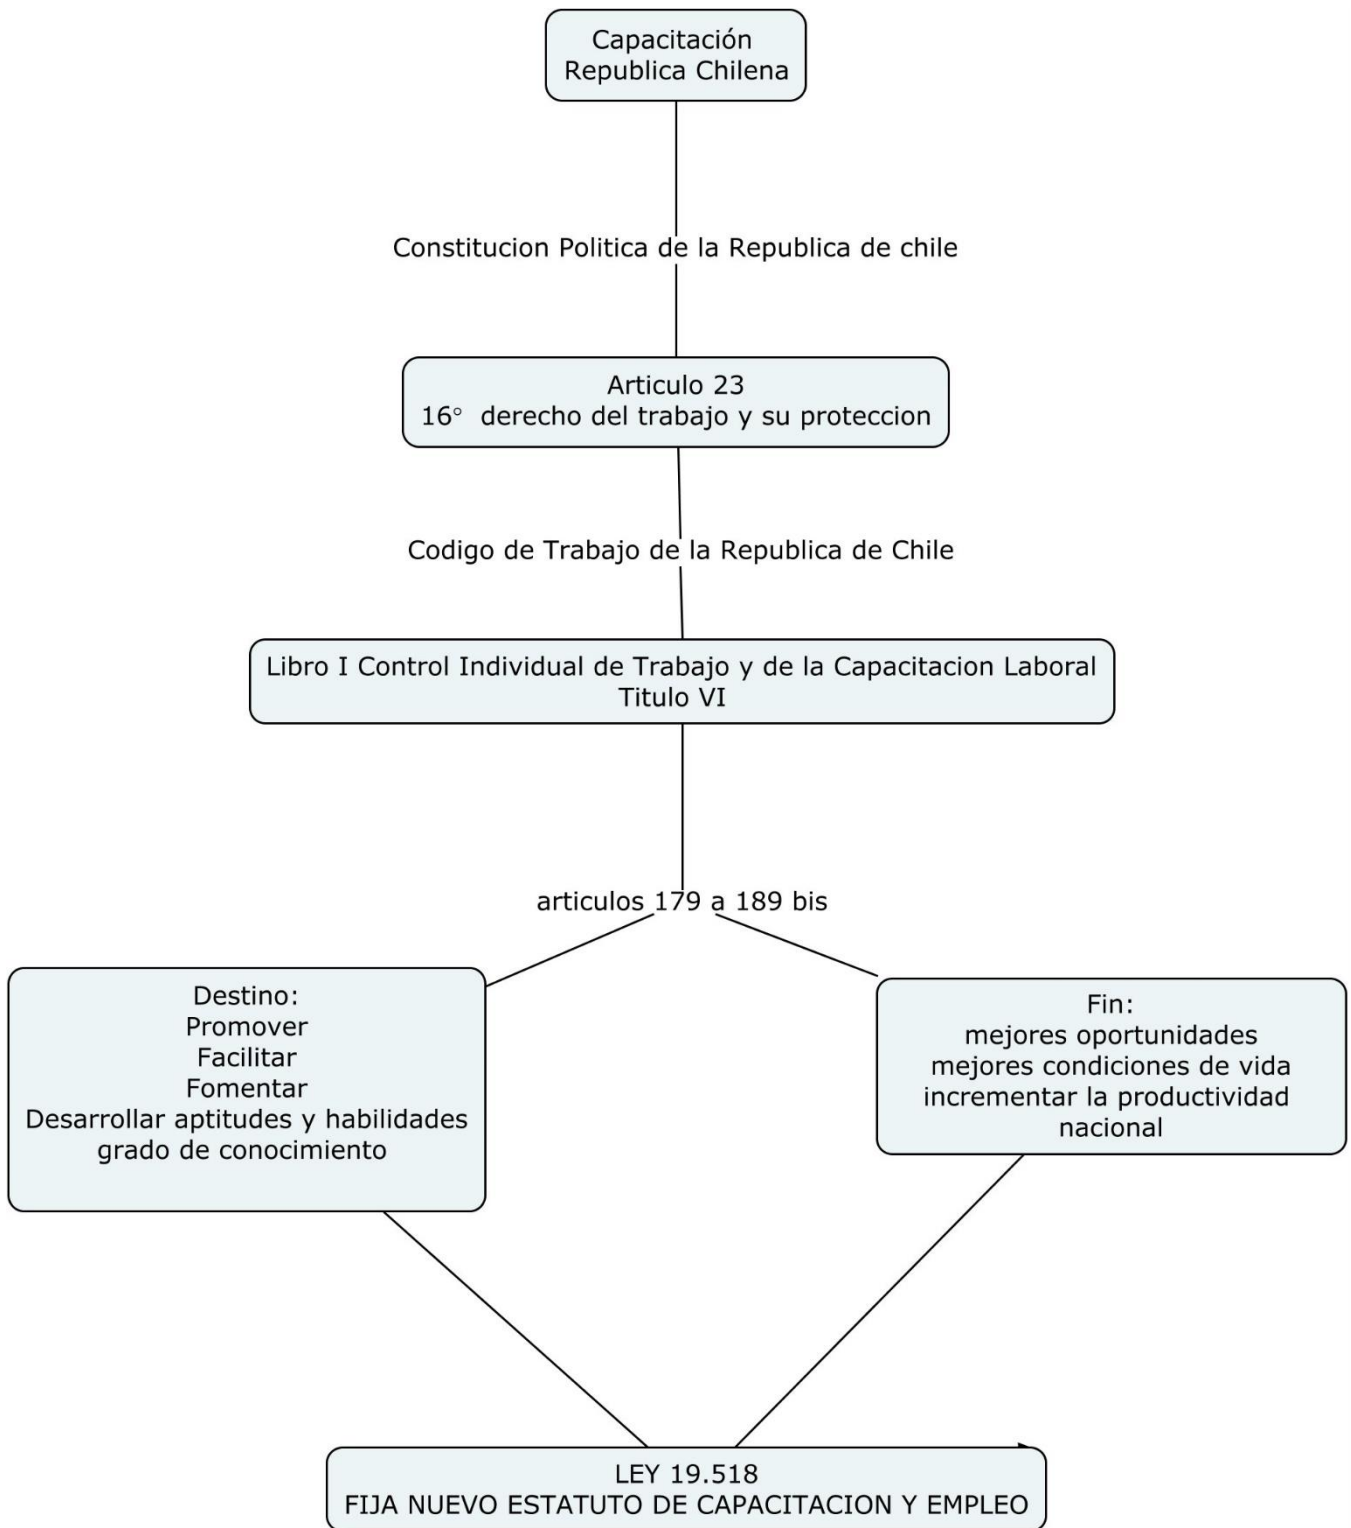 Capacitación
Republica Chilena
Constitucion Politica de la Republica de chile
Articulo 23
16° derecho del trabajo y su proteccion
Codigo de Trabajo de la Republica de Chile
Libro I Control Individual de Trabajo y de la Capacitacion Laboral
Titulo VI
articulos 179 a 189 bis
Destino:
Promover
Facilitar
Fomentar
Desarrollar aptitudes y habilidades
grado de conocimiento
Fin:
mejores oportunidades
mejores condiciones de vida
incrementar la productividad
nacional
LEY 19.518
FIJA NUEVO ESTATUTO DE CAPACITACION Y EMPLEO